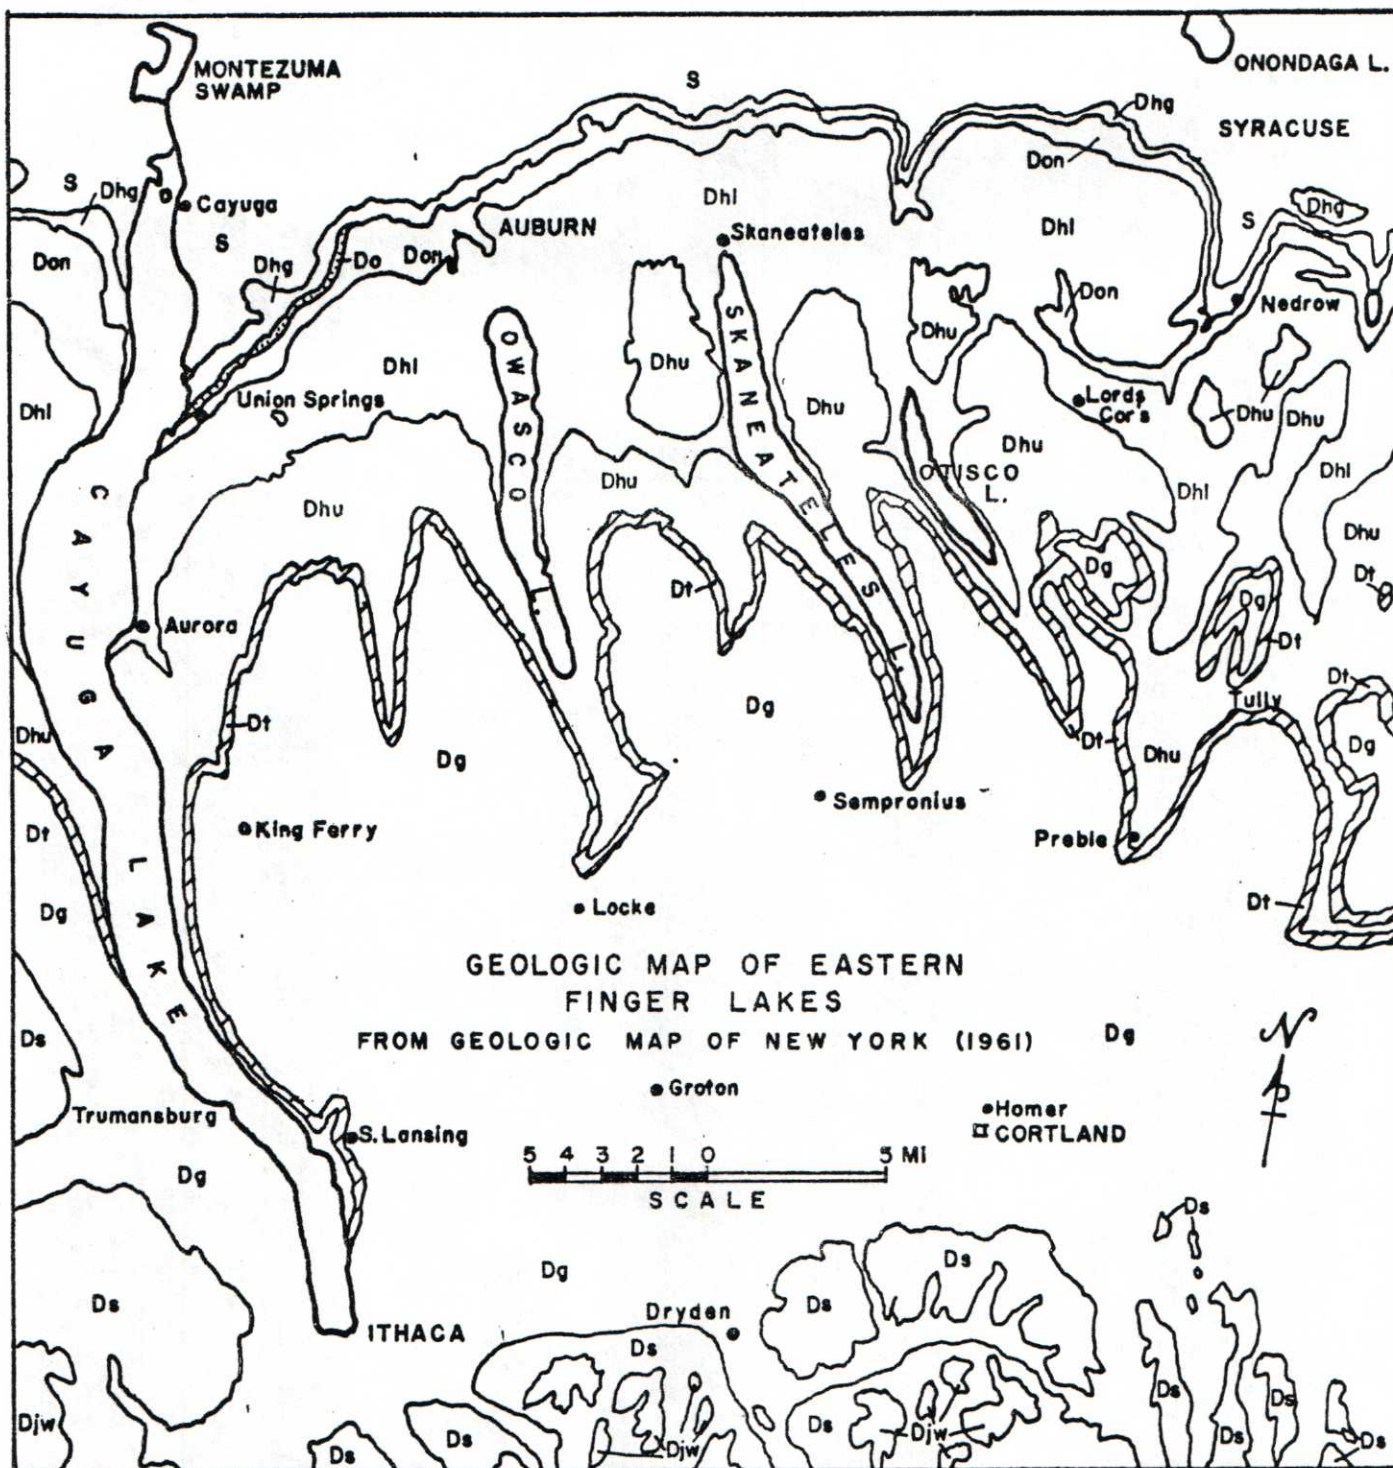 MONTEZUMA
SWAMP
ONONDAGA L.
S
Dhg
SYRACUSE
Don
S
Dhg
Cayuga
S
Dhl
Skaneateles
AUBURN
Dhl
S
Dhg
Don
Dhg
Do
Don
Don
Nedrow
Dhl
Dhl
Dhu
Dhu
Dhu
Union Springs
Lords
Cor's
Dhu
Dhu
OWASCO L.
SKANEATELES L.
OTISCO
L.
Dhu
Dhl
Dhl
CAYUGA LAKE
Dhu
Dhu
Dhu
Dt
Dg
Dt
Dg
Dt
Aurora
Dt
Tully
Dhu
Dt
Dg
Dg
Dt
Dhu
Dg
Sempronius
Dt
King Ferry
Preble
Dg
Locke
Dt
GEOLOGIC MAP OF EASTERN
FINGER LAKES
FROM GEOLOGIC MAP OF NEW YORK (1961)
Dg
N
Ds
Groton
Trumansburg
S. Lansing
Homer
CORTLAND
5 4 3 2 1 0 5 MI
SCALE
Dg
Ds
Dg
Ds
Ds
Ds
Dryden
ITHACA
Ds
Djw
Ds
Ds
Djw
Ds
Djw
Ds
Ds
Ds
Ds